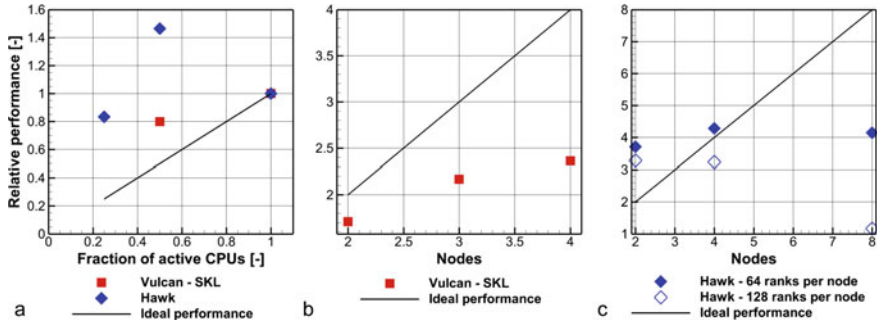 Relative performance [-]
1.6
1.4
1.2
1
0.8
0.6
0.4
0.2
0
0 0.2 0.4 0.6 0.8 1
Fraction of active CPUs [-]
Vulcan - SKL
Hawk
Ideal performance
a
4
3.5
3
2.5
2
2 2.5 3 3.5 4
Nodes
Vulcan - SKL
Ideal performance
b
8
7
6
5
4
3
2
1
2 4 6 8
Nodes
Hawk - 64 ranks per node
Hawk - 128 ranks per node
Ideal performance
c